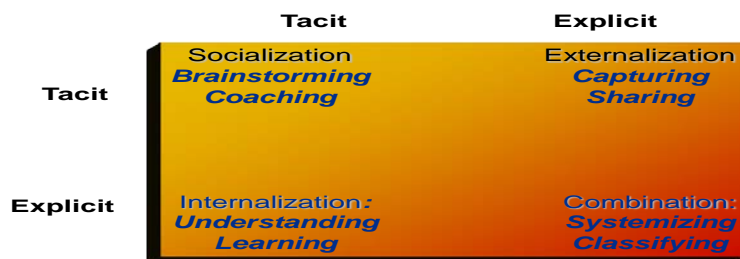 Tacit Explicit
Tacit
Socialization
Brainstorming
Coaching
Externalization
Capturing
Sharing
Explicit
Internalization:
Understanding
Learning
Combination:
Systemizing
Classifying